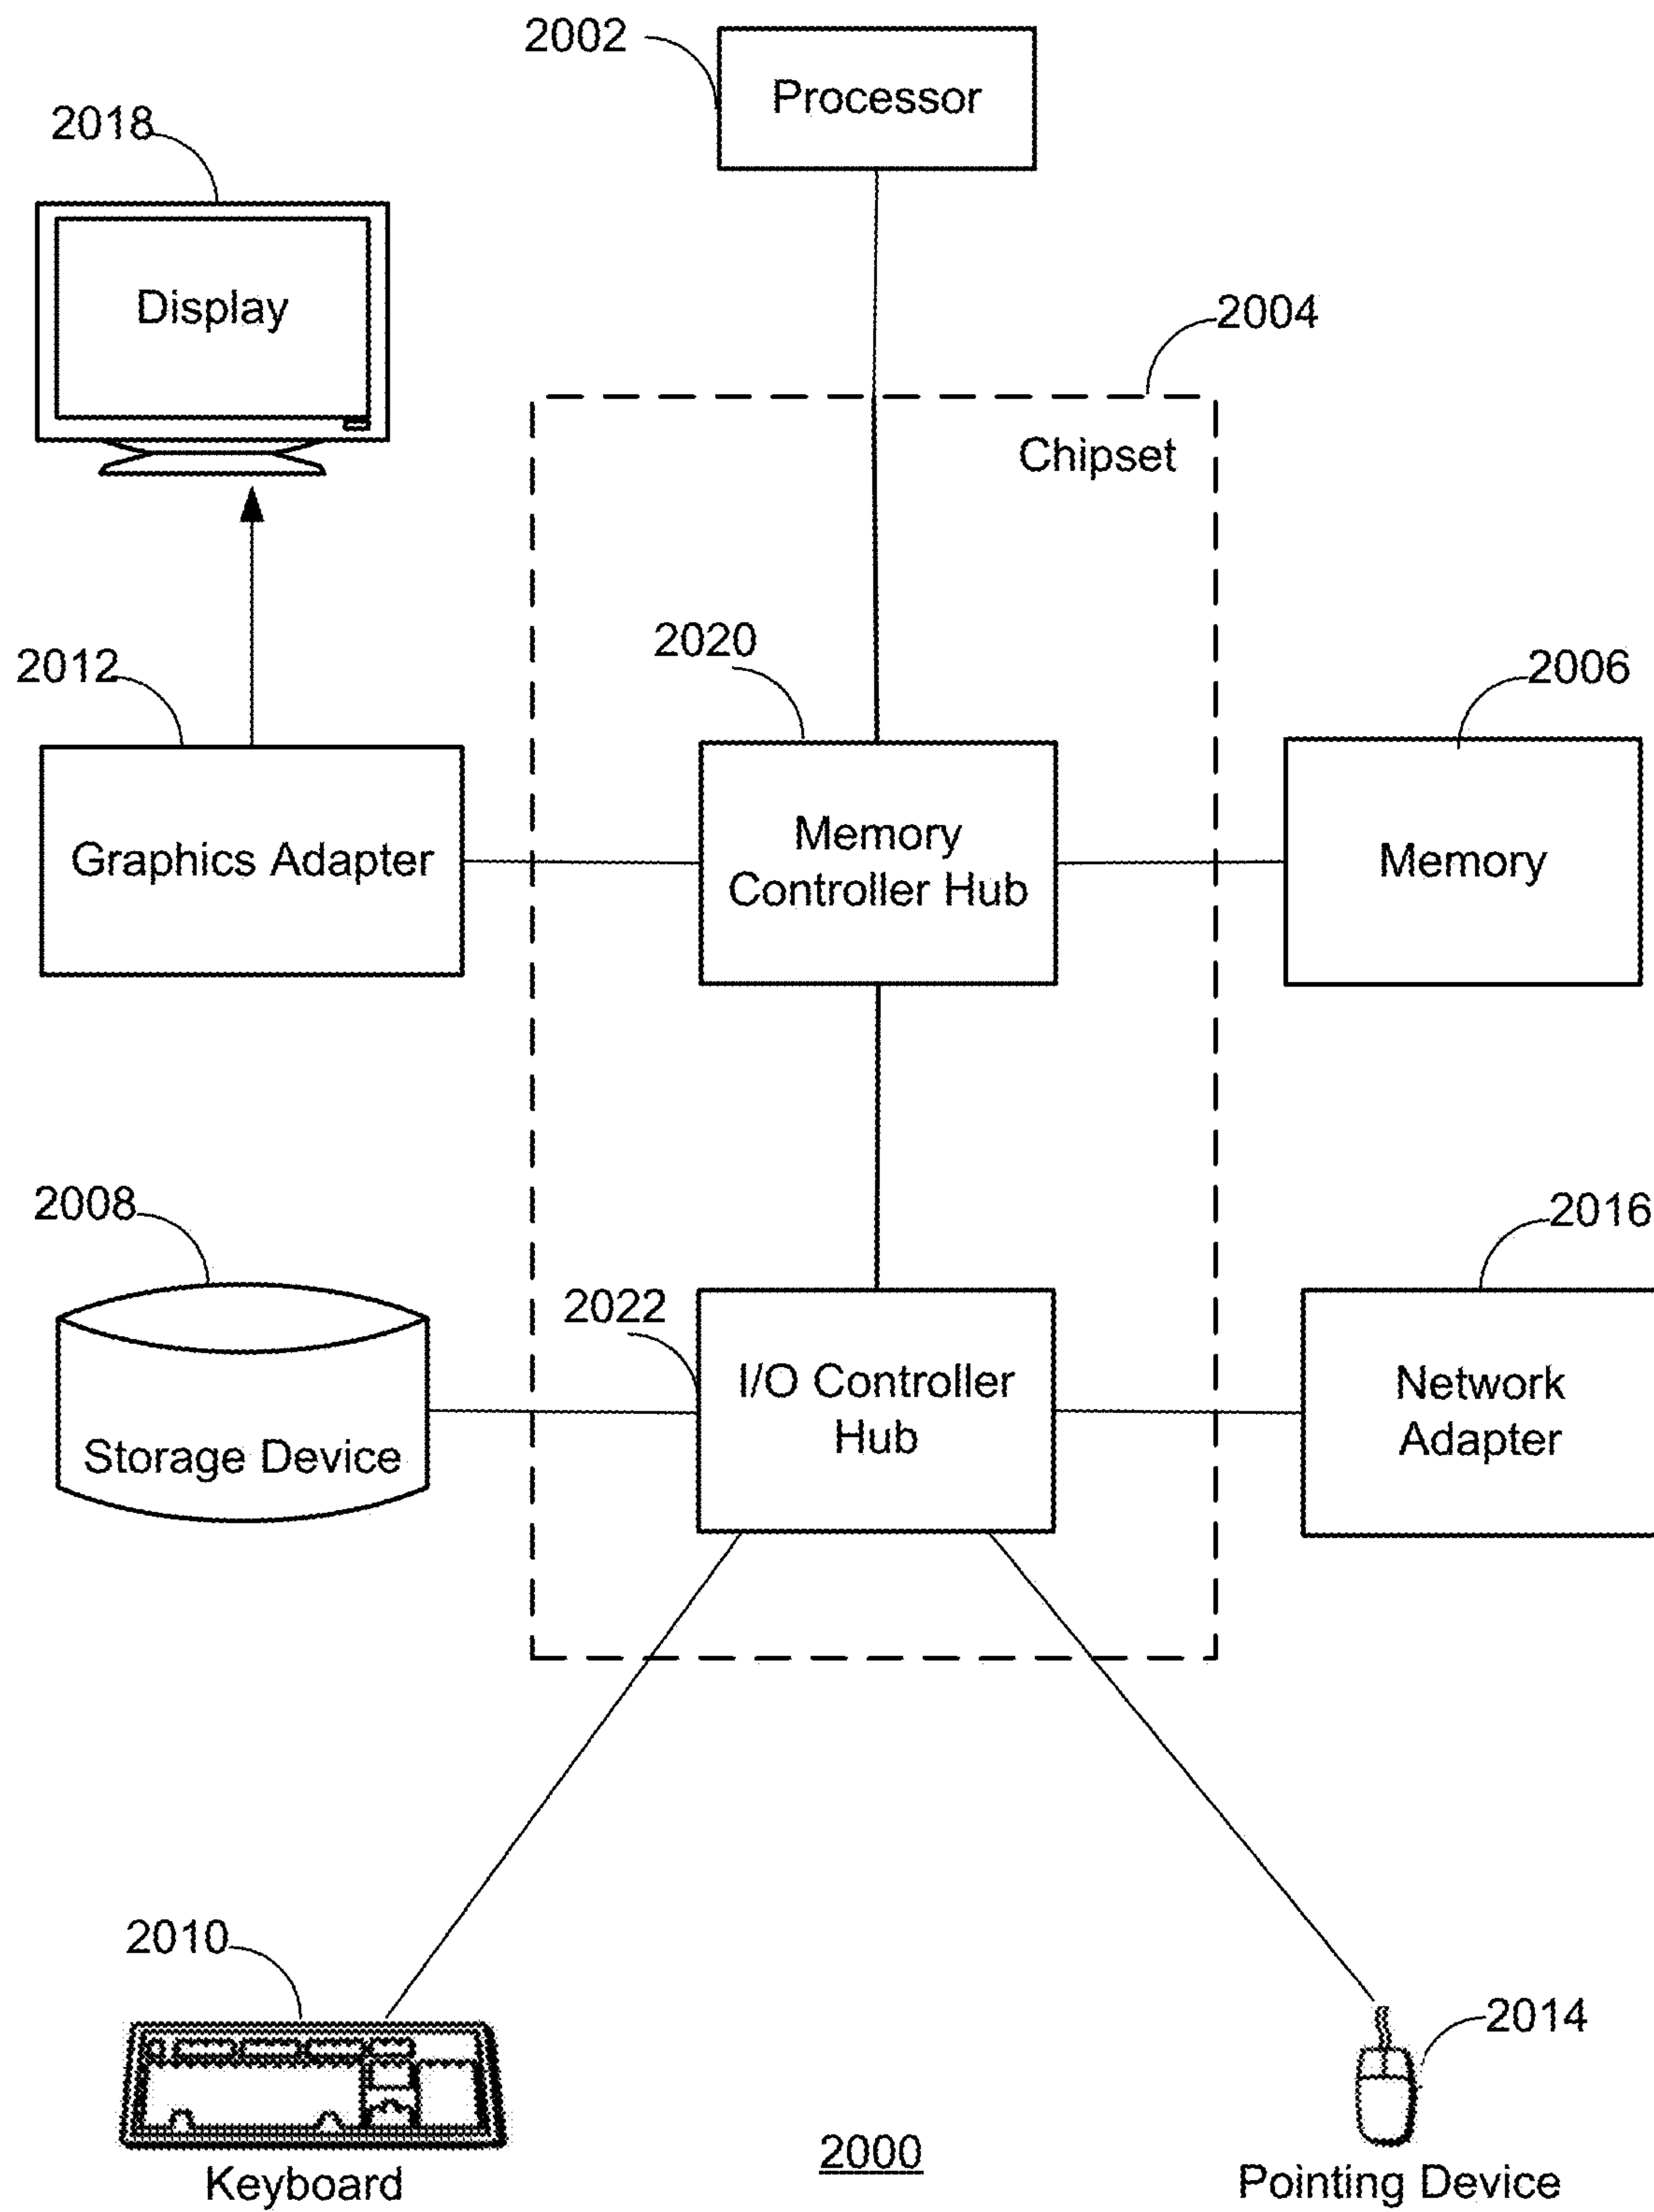 2002
Processor
2018
Display
2004
Chipset
2020
2012
2006
Graphics Adapter
Memory
Controller Hub
Memory
2008
2016
2022
I/O Controller
Hub
Storage Device
Network
Adapter
2010
2014
Keyboard
2000
Pointing Device